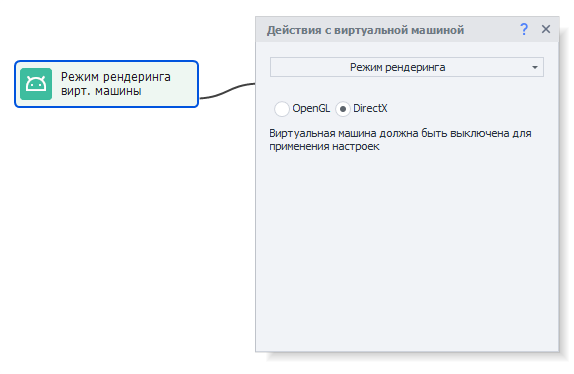 Режим рендеринга
вирт. машины
Действия с виртуальной машиной ?
Режим рендеринга
OpenGL DirectX
Виртуальная машина должна быть выключена для
применения настроек